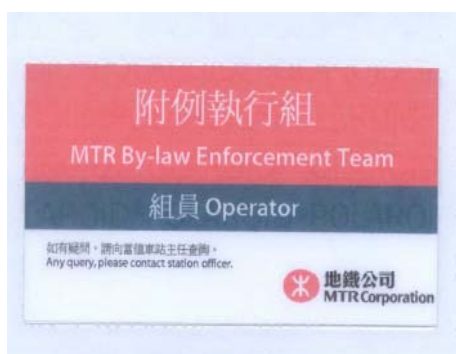 附例執行組
MTR By-law Enforcement Team
組員 Operator
如有疑問，請向當值車站主任查詢。
Any query, please contact station officer.
地鐵公司
MTR Corporation